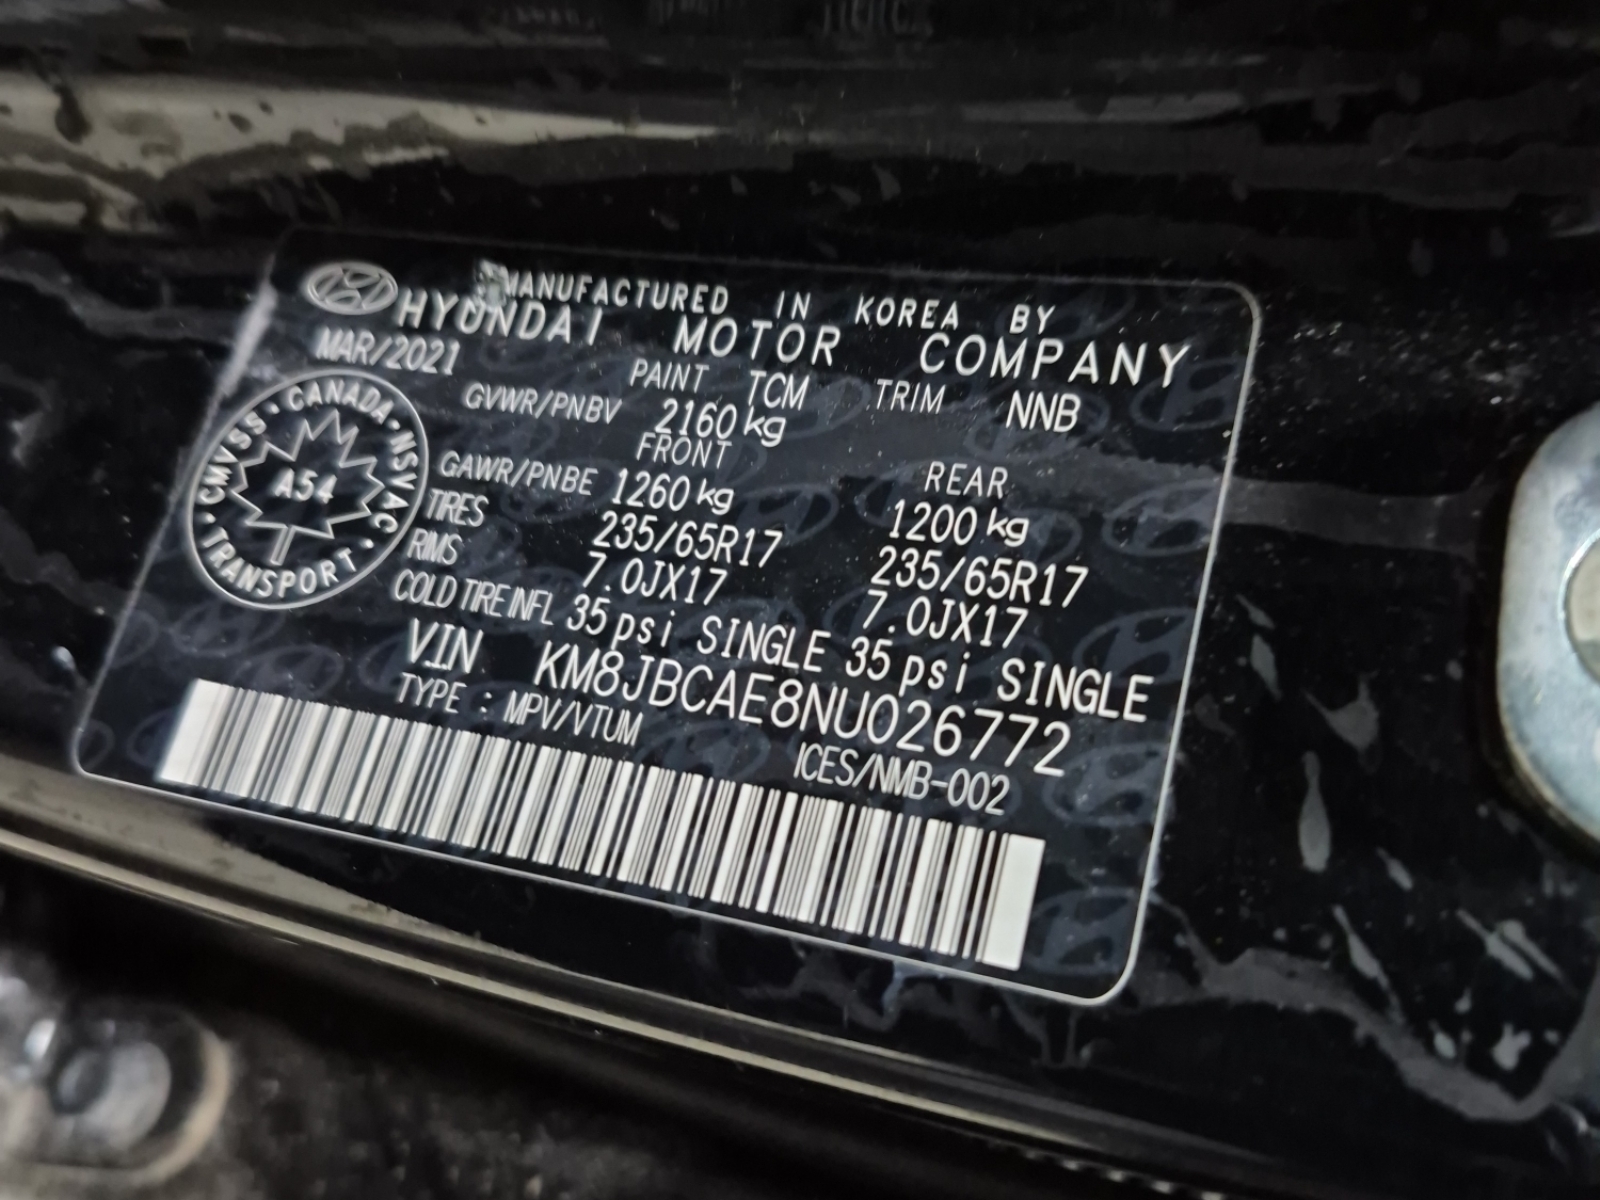 MANUFACTURED IN KOREA BY
HYUNDAI MOTOR COMPANY
MAR/2021 PAINT TCM TRIM NNB
GVWR/PNBV 2160 kg
FRONT REAR
GAWR/PNBE 1260 kg 1200 kg
TIRES 235/65R17 235/65R17
RIMS 7.0JX17 7.0JX17
COLD TIRE INFL 35 psi SINGLE 35 psi SINGLE
VIN KM8JBCAE8NU026772
TYPE : MPV/VTUM ICES/NMB-002
CMVSS · CANADA · NSVAC · TRANSPORT ·
A54